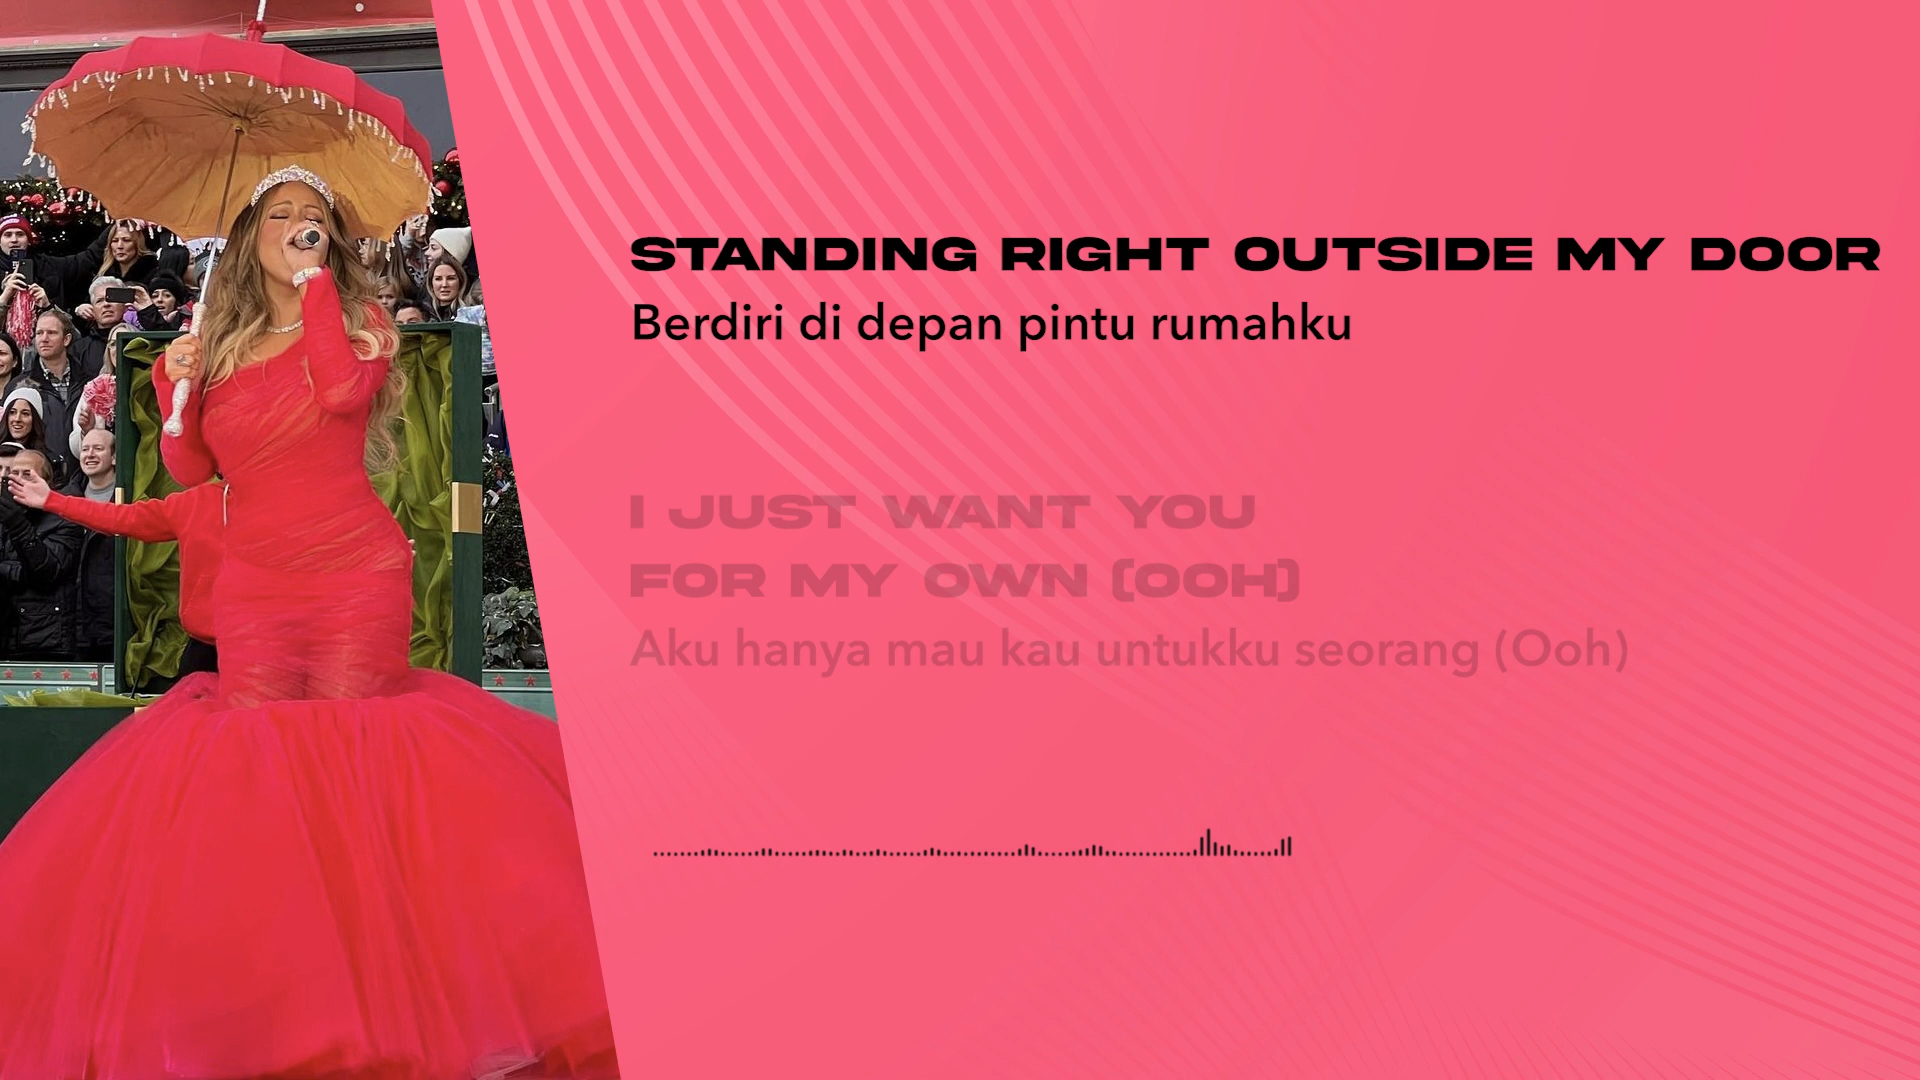 STANDING RIGHT OUTSIDE MY DOOR
Berdiri di depan pintu rumahku
I JUST WANT YOU
FOR MY OWN (OOH)
Aku hanya mau kau untukku seorang (Ooh)